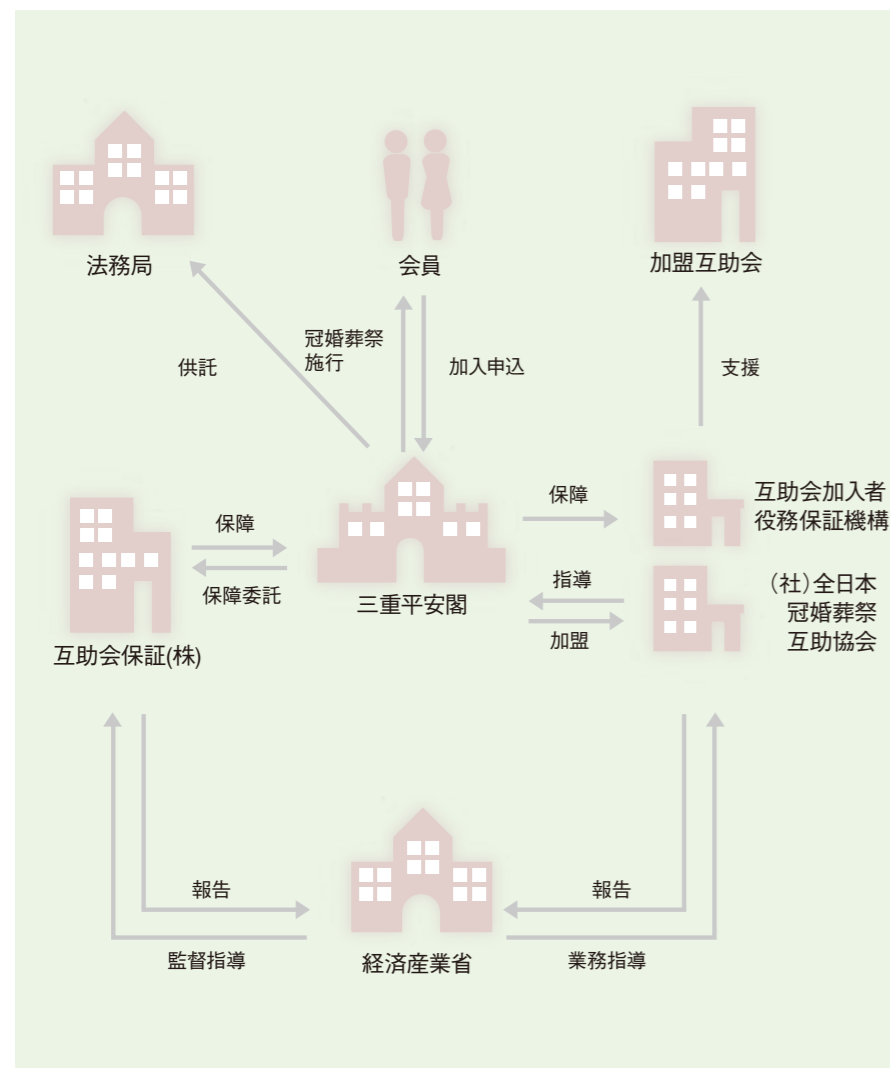 法務局
会員
加盟互助会
供託
冠婚葬祭
施行
加入申込
支援
保障
保障委託
三重平安閣
保障
指導
加盟
互助会加入者
役務保証機構
（社）全日本
冠婚葬祭
互助協会
互助会保証(株)
報告
監督指導
経済産業省
報告
業務指導